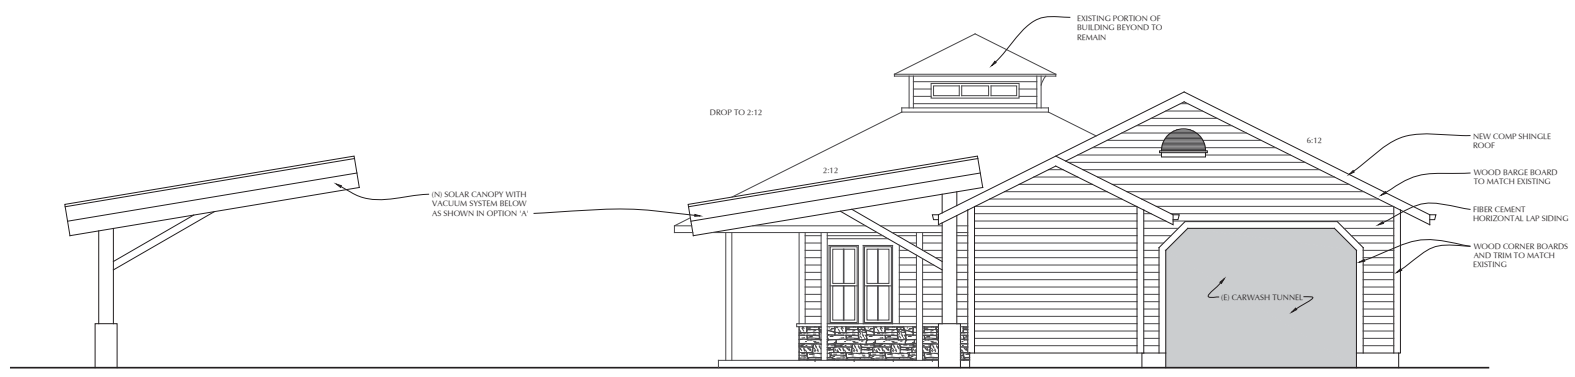 EXISTING PORTION OF
BUILDING BEYOND TO
REMAIN
DROP TO 2:12
6:12
NEW COMP SHINGLE
ROOF
2:12
WOOD BARGE BOARD
TO MATCH EXISTING
(N) SOLAR CANOPY WITH
VACUUM SYSTEM BELOW
AS SHOWN IN OPTION 'A'
FIBER CEMENT
HORIZONTAL LAP SIDING
WOOD CORNER BOARDS
AND TRIM TO MATCH
EXISTING
(E) CARWASH TUNNEL